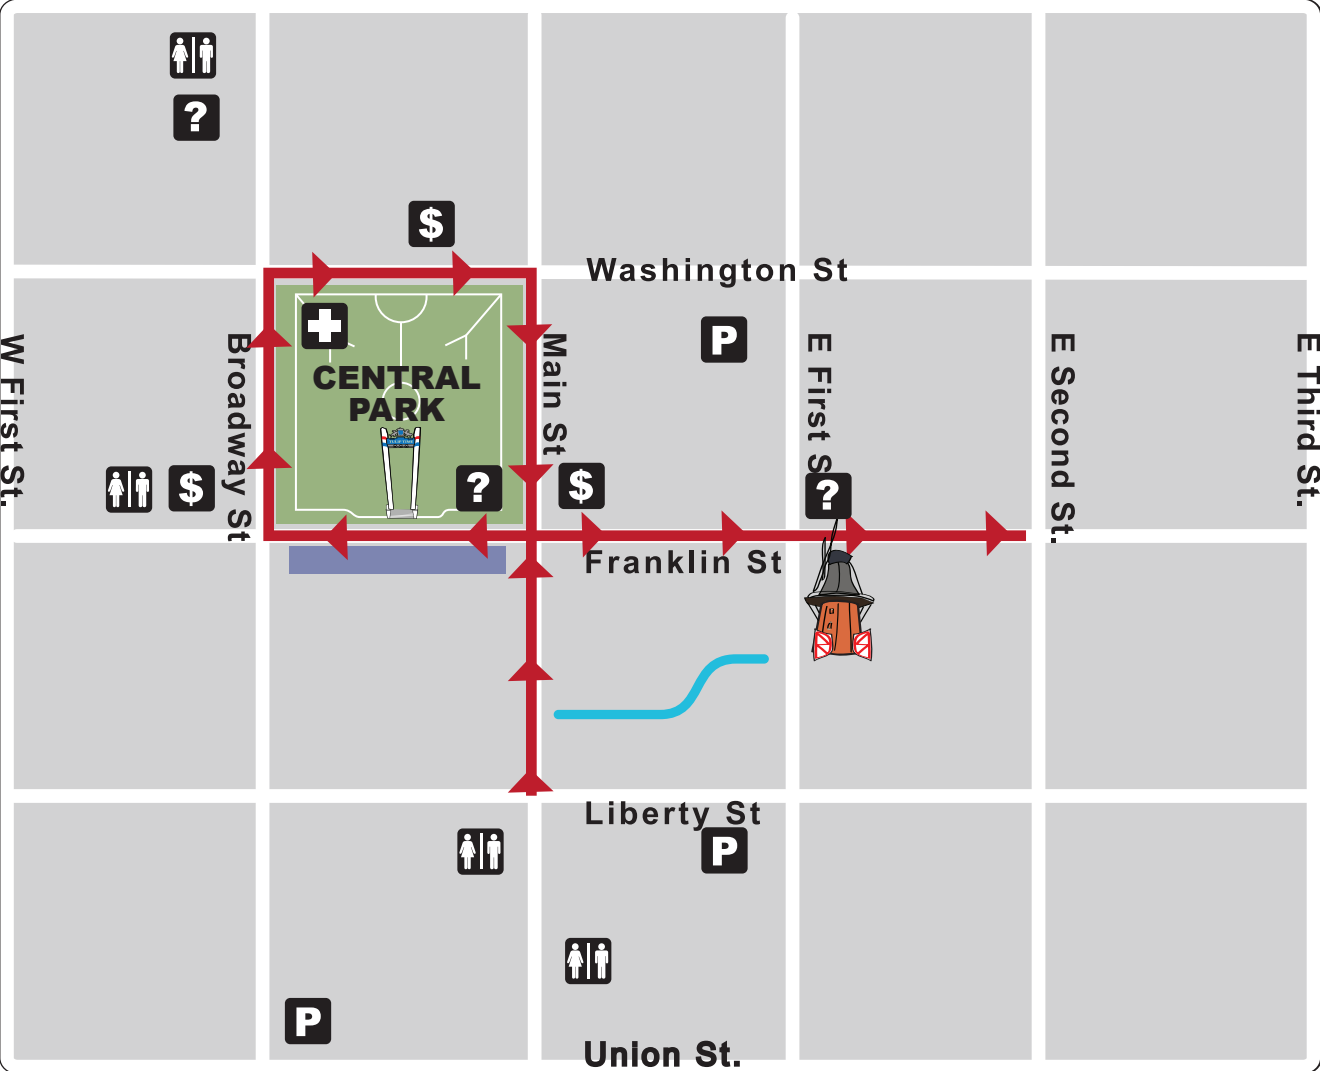 ?
$
Washington St
P
W First St.
Broadway St
CENTRAL
PARK
Main St
E First S
E Second St.
E Third St.
$
?
$
?
Franklin St
Liberty St
P
P
Union St.